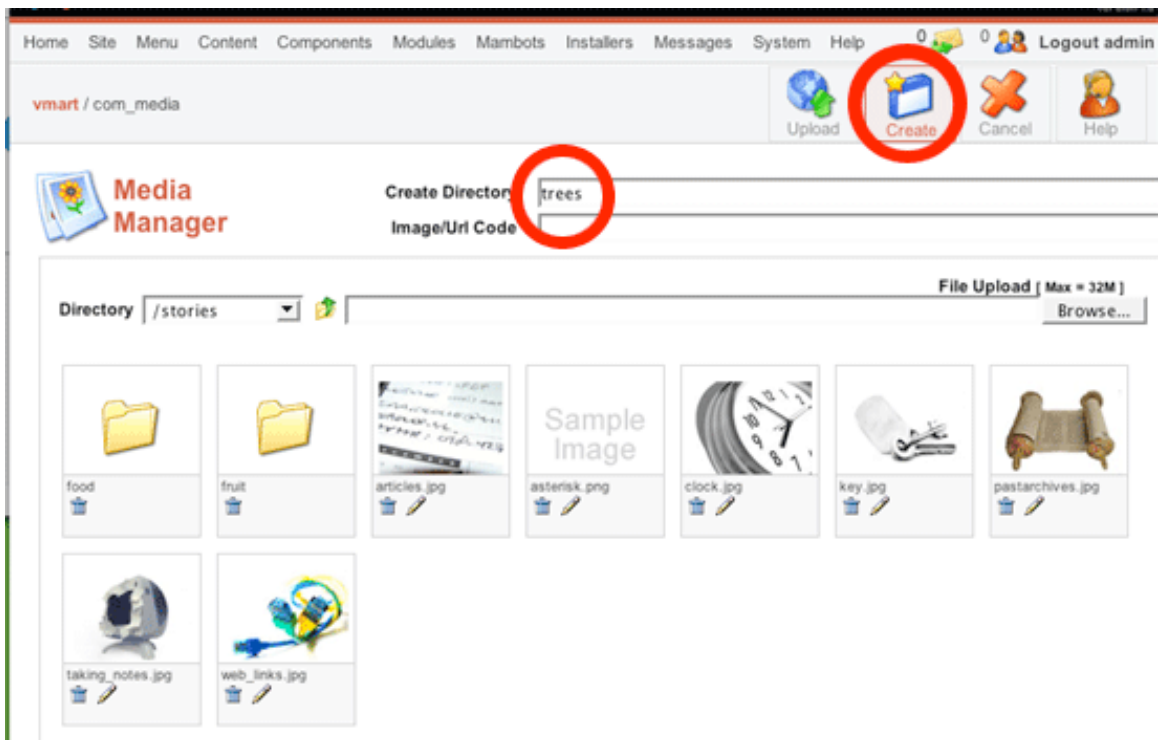 Home Site Menu Content Components Modules Mambots Installers Messages System Help 0 0 Logout admin
vmart / com_media
Upload Create Cancel Help
Media Manager
Create Directory trees
Image/Url Code
File Upload [ Max = 32M ]
Directory /stories Browse...
Sample
Image
food fruit articles.jpg asterisk.png clock.jpg key.jpg pastarchives.jpg
taking_notes.jpg web_links.jpg